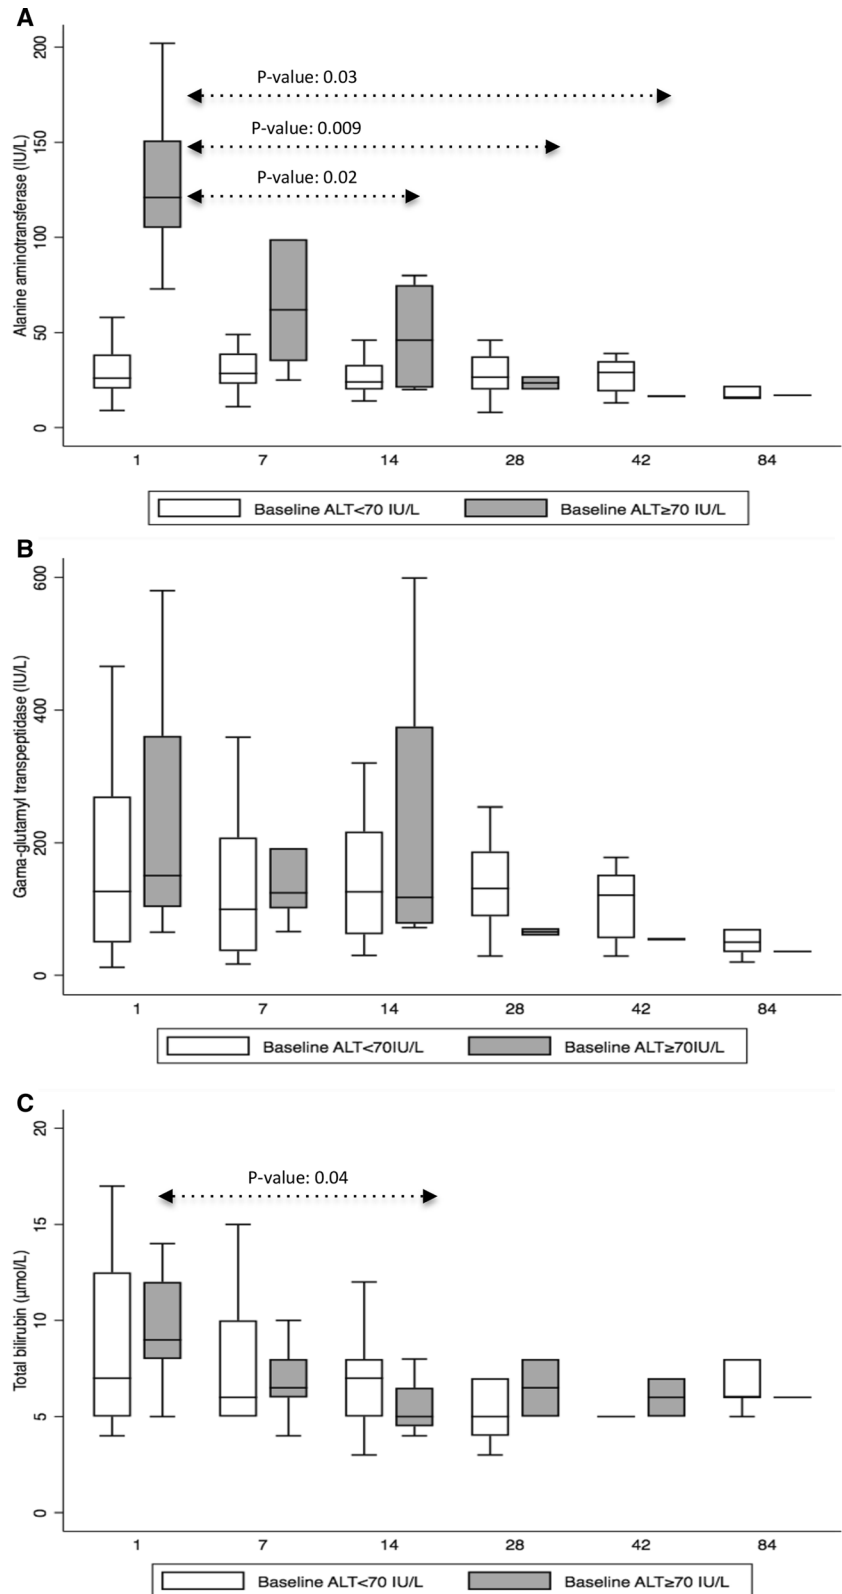 A
Alanine aminotransferase (IU/L)
200
150
100
50
0
P-value: 0.03
P-value: 0.009
P-value: 0.02
1 7 14 28 42 84
Baseline ALT<70 IU/L Baseline ALT≥70 IU/L
B
Gama-glutamyl transpeptidase (IU/L)
600
400
200
0
1 7 14 28 42 84
Baseline ALT<70IU/L Baseline ALT≥70IU/L
C
Total bilirubin (µmol/L)
20
15
10
5
0
P-value: 0.04
1 7 14 28 42 84
Baseline ALT<70 IU/L Baseline ALT≥70 IU/L